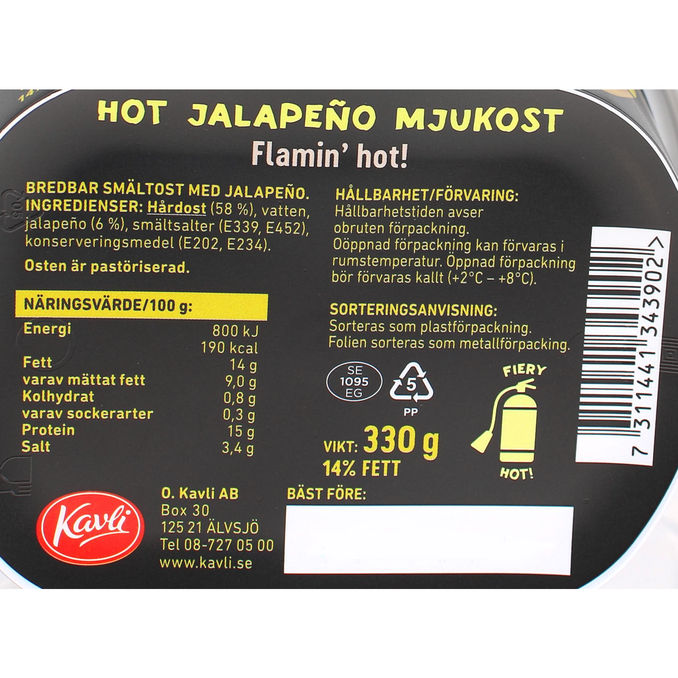 HOT JALAPEÑO MJUKOST
Flamin' hot!
BREDBAR SMÄLTOST MED JALAPEÑO.
INGREDIENSER: Hårdost (58 %), vatten,
jalapeño (6 %), smältsalter (E339, E452),
konserveringsmedel (E202, E234).
Osten är pastöriserad.
NÄRINGSVÄRDE/100 g:
Energi 800 kJ
190 kcal
Fett 14 g
varav mättat fett 9,0 g
Kolhydrat 0,8 g
varav sockerarter 0,3 g
Protein 15 g
Salt 3,4 g
Kavli
O. Kavli AB
Box 30
125 21 ÄLVSJÖ
Tel 08-727 05 00
www.kavli.se
HÅLLBARHET/FÖRVARING:
Hållbarhetstiden avser
obruten förpackning.
Oöppnad förpackning kan förvaras i
rumstemperatur. Öppnad förpackning
bör förvaras kallt (+2°C – +8°C).
SORTERINGSANVISNING:
Sorteras som plastförpackning.
Folien sorteras som metallförpackning.
SE
1095
EG
5
PP
FIERY
HOT!
VIKT: 330 g
14% FETT
BÄST FÖRE:
7 311441 343902 >